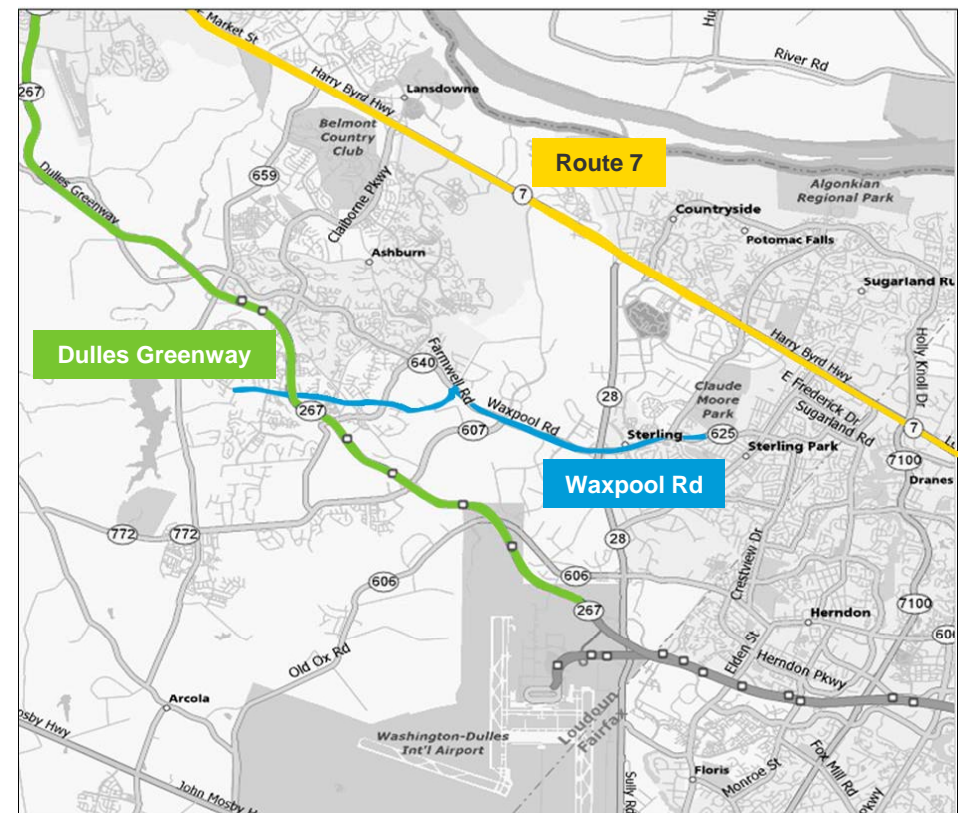 E Market St
Harry Byrd Hwy
River Rd
267
Lansdowne
Belmont
Country
Club
Route 7
659
Claiborne Pkwy
7
Algonkian
Regional Park
Dulles Greenway
Countryside
Potomac Falls
Ashburn
Sugarland Ru
Dulles Greenway
Harry Byrd Hwy
Holly Knoll Dr
640
Farmwell Rd
Claude
Moore
Park
E Frederick Dr
Sugarland Rd
28
267
Waxpool Rd
607
Sterling
625
7
Sterling Park
7100
Dranes
Waxpool Rd
772
772
28
Crestview Dr
606
606
267
7100
Herndon
606
Elden St
Old Ox Rd
Herndon Pkwy
Arcola
Loudoun
Fairfax
Mosby Hwy
Washington-Dulles
Int'l Airport
Floris
Monroe St
Fox Mill Rd
Sully Rd
John Mosby H
Pkwy